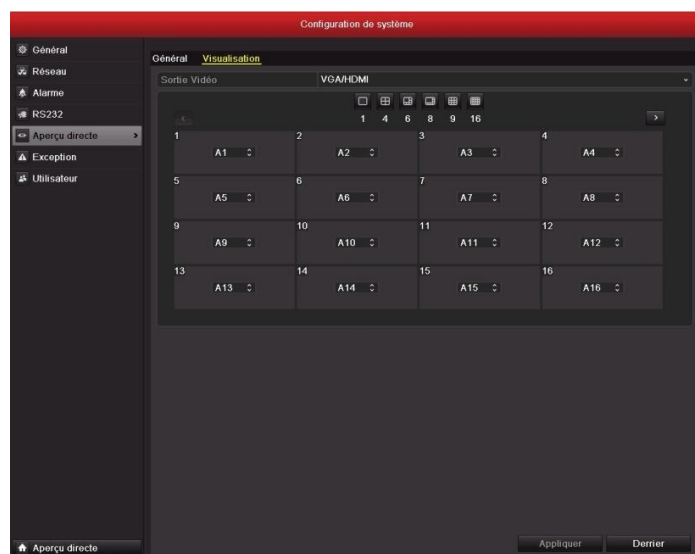 Configuration de système
Général
Réseau
Alarme
RS232
Aperçu directe
Exception
Utilisateur
Général Visualisation
Sortie Vidéo VGA/HDMI
1 4 6 8 9 16
< >
1 2 3 4
A1 A2 A3 A4
5 6 7 8
A5 A6 A7 A8
9 10 11 12
A9 A10 A11 A12
13 14 15 16
A13 A14 A15 A16
Appliquer Derrier
Aperçu directe